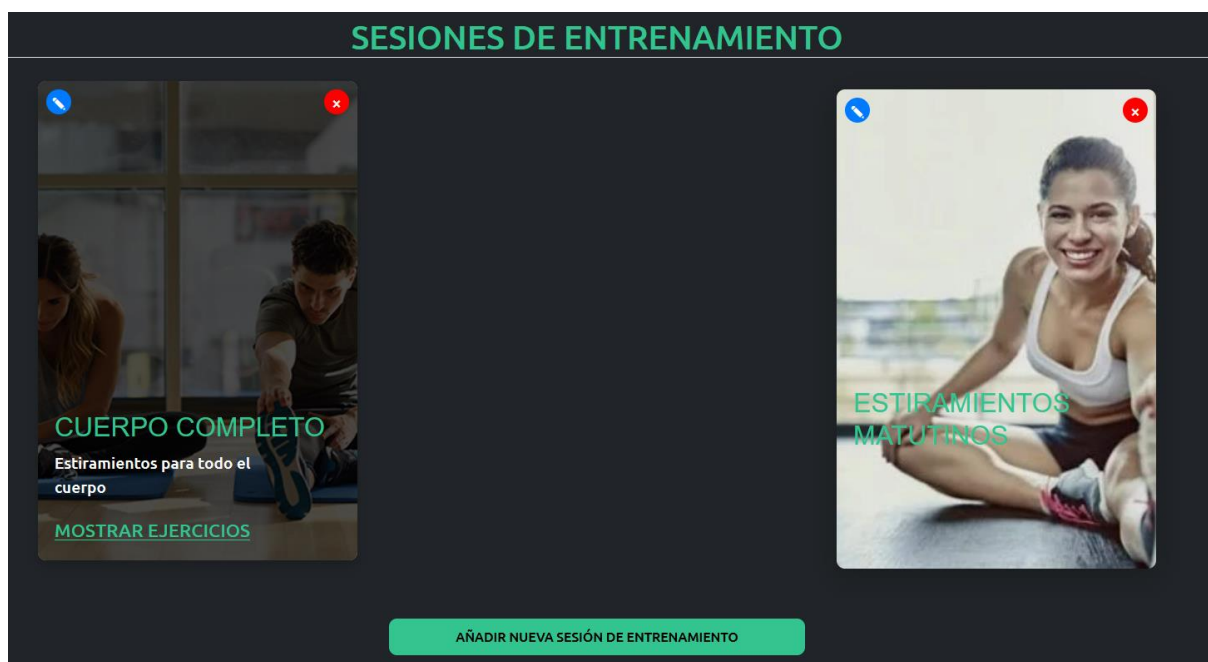 SESIONES DE ENTRENAMIENTO
CUERPO COMPLETO
Estiramientos para todo el
cuerpo
MOSTRAR EJERCICIOS
ESTIRAMIENTOS
MATUTINOS
AÑADIR NUEVA SESIÓN DE ENTRENAMIENTO